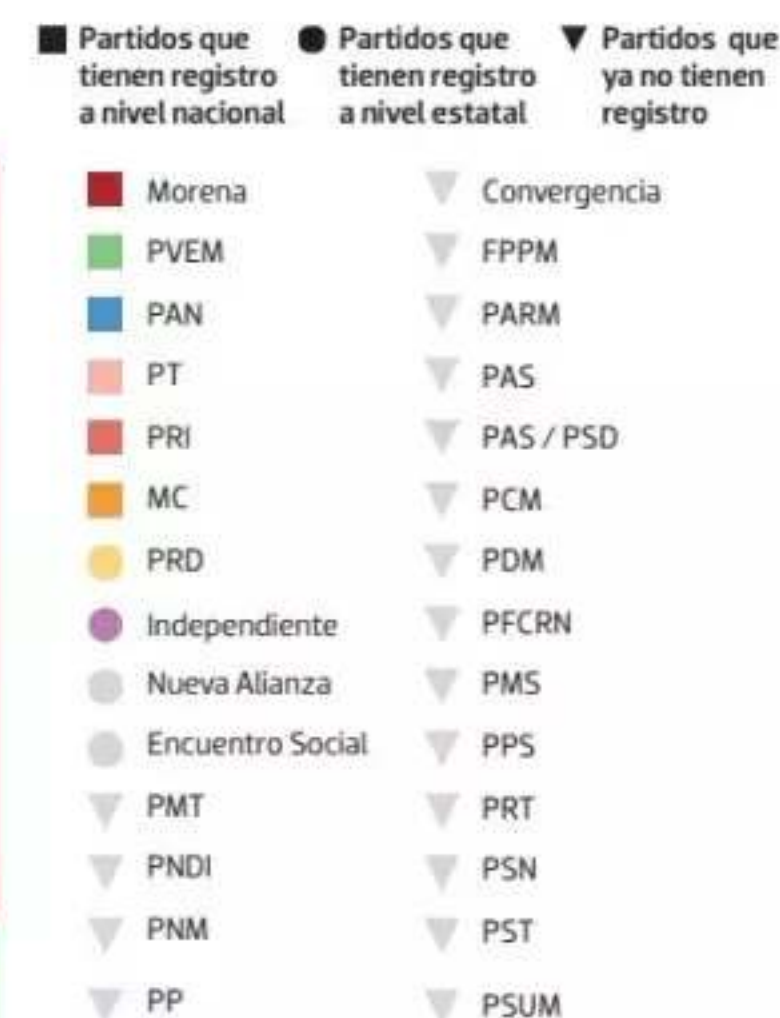 Partidos que
tienen registro
a nivel nacional
Partidos que
tienen registro
a nivel estatal
Partidos que
ya no tienen
registro
Morena
PVEM
PAN
PT
PRI
MC
PRD
Independiente
Nueva Alianza
Encuentro Social
PMT
PNDI
PNM
PP
Convergencia
FPPM
PARM
PAS
PAS / PSD
PCM
PDM
PFCRN
PMS
PPS
PRT
PSN
PST
PSUM